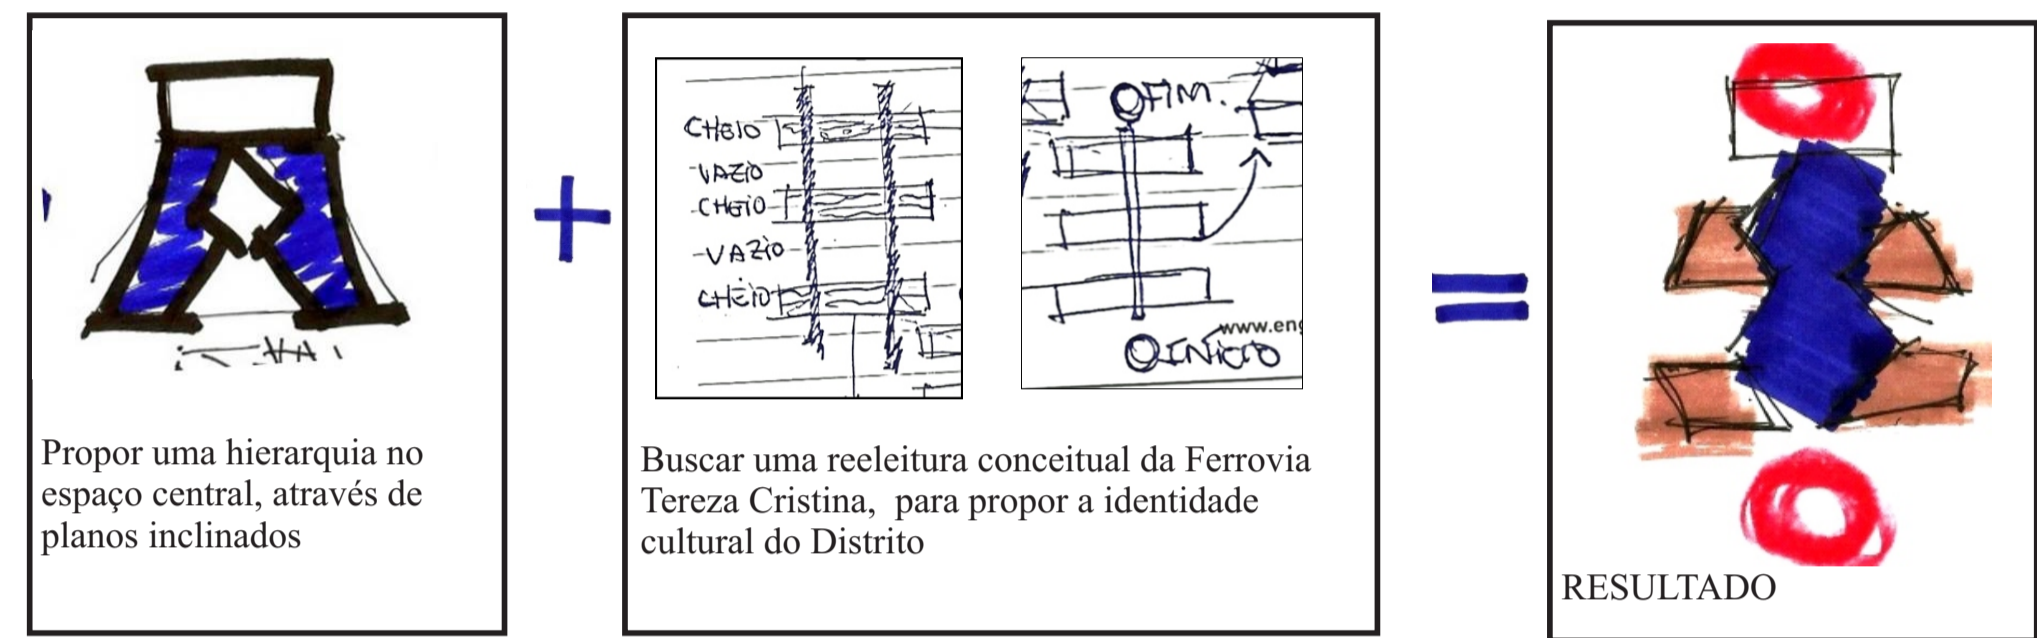 Propor uma hierarquia no
espaço central, através de
planos inclinados
+
CHEIO
-VAZIO
-CHEIO
-VAZIO
CHEIO
FIM.
www.eng
INÍCIO
Buscar uma reeleitura conceitual da Ferrovia
Tereza Cristina, para propor a identidade
cultural do Distrito
=
RESULTADO